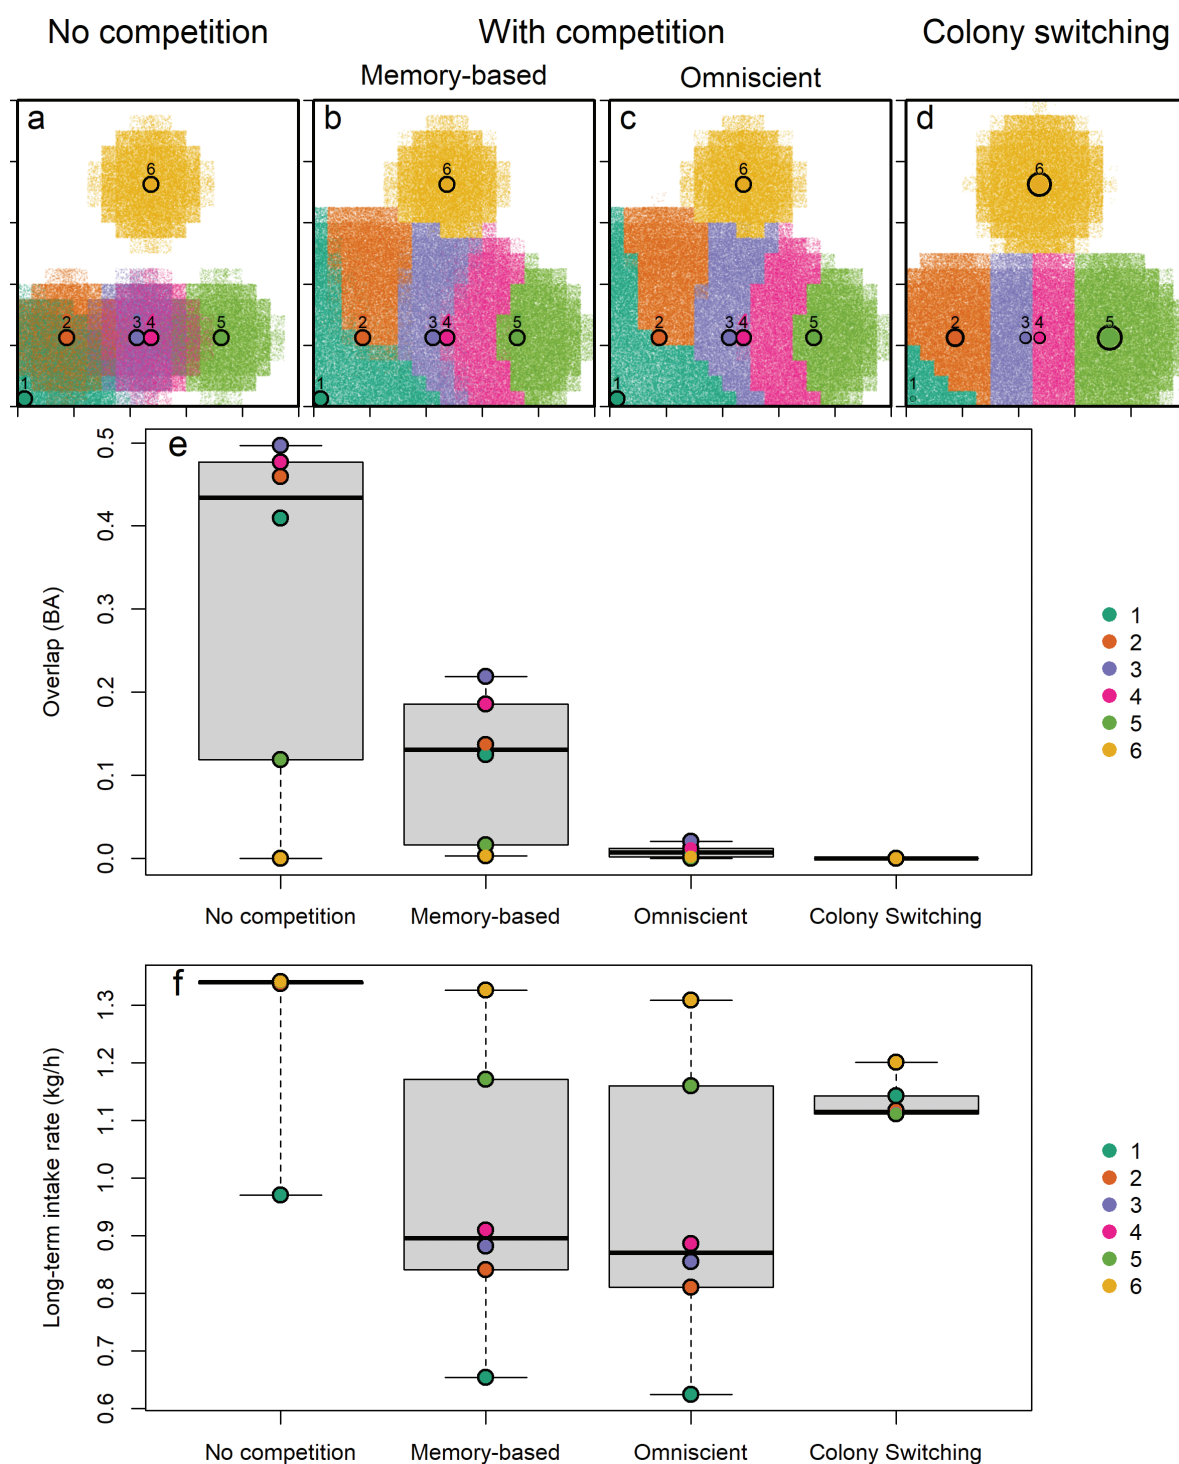 No competition With competition Colony switching
Memory-based Omniscient
a b c d
6 6 6 6
2 3 4 5 2 3 4 5 2 3 4 5 2 3 4 5
1 1 1 1
e
0.5
0.4
0.3
0.2
0.1
0.0
Overlap (BA)
1
2
3
4
5
6
No competition Memory-based Omniscient Colony Switching
f
1.3
1.2
1.1
1.0
0.9
0.8
0.7
0.6
Long-term intake rate (kg/h)
1
2
3
4
5
6
No competition Memory-based Omniscient Colony Switching